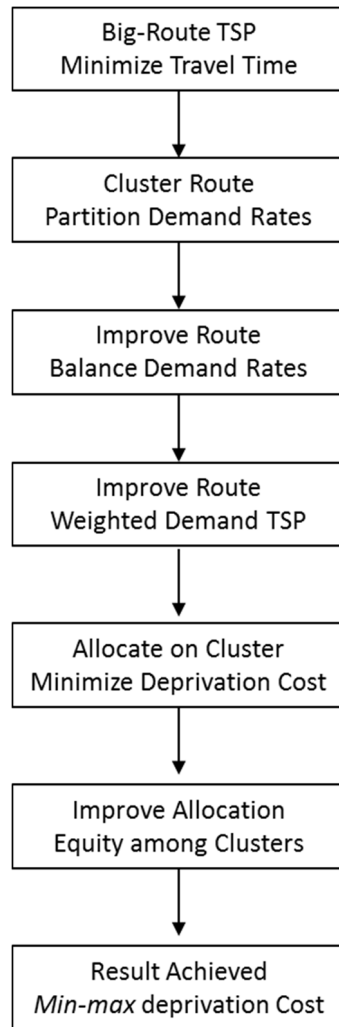 Big-Route TSP
Minimize Travel Time
Cluster Route
Partition Demand Rates
Improve Route
Balance Demand Rates
Improve Route
Weighted Demand TSP
Allocate on Cluster
Minimize Deprivation Cost
Improve Allocation
Equity among Clusters
Result Achieved
Min-max deprivation Cost